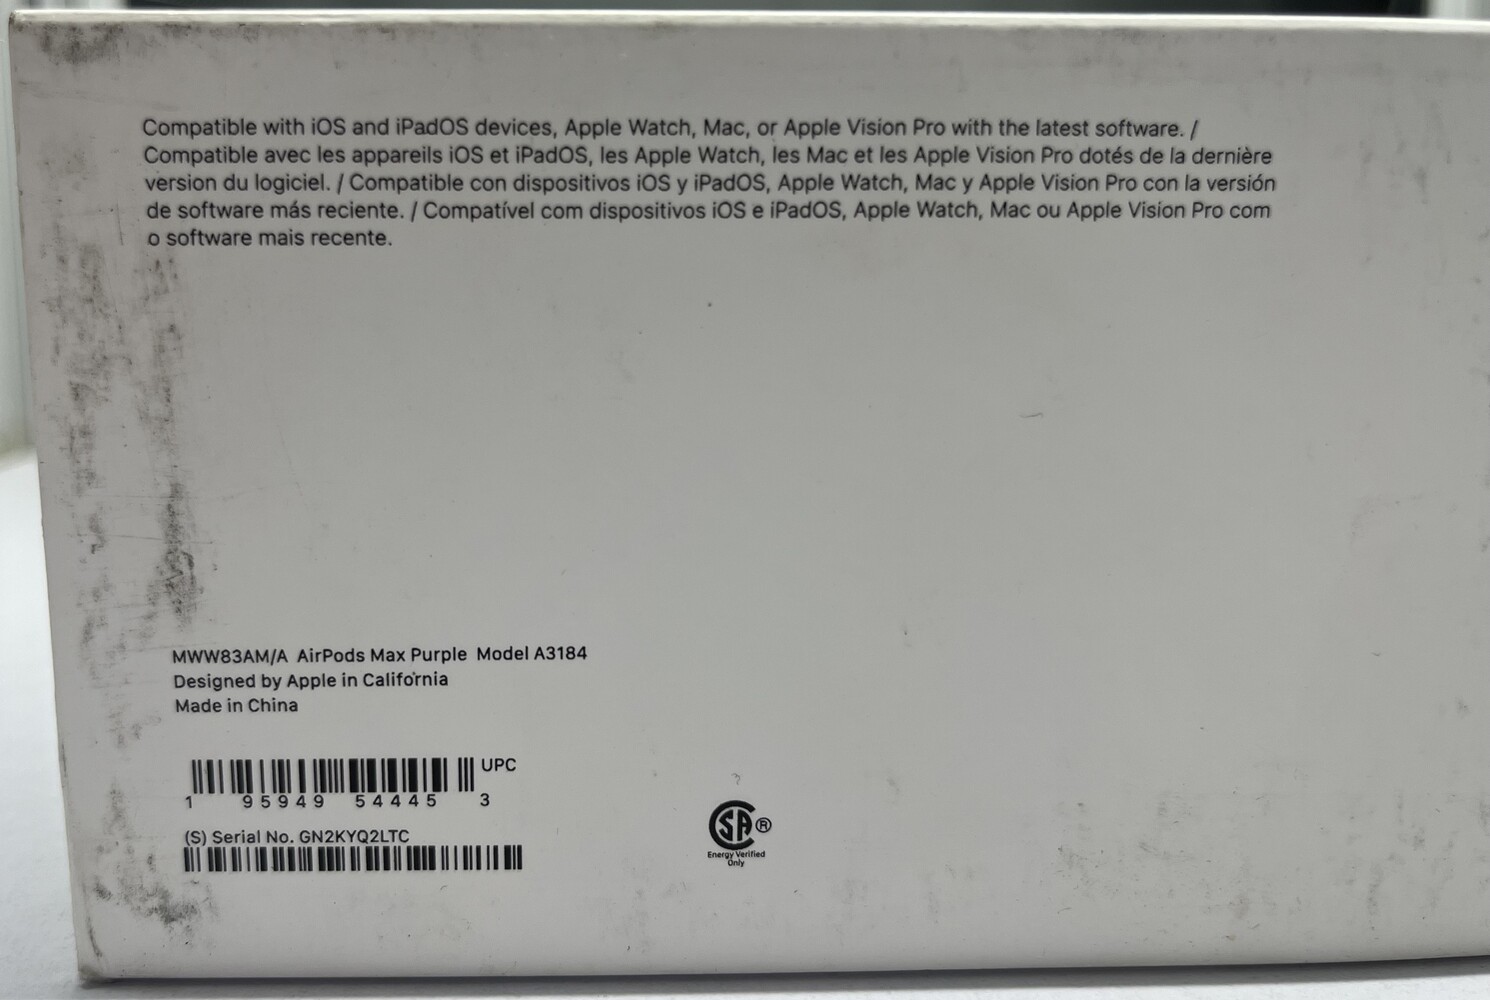 Compatible with iOS and iPadOS devices, Apple Watch, Mac, or Apple Vision Pro with the latest software. /
Compatible avec les appareils iOS et iPadOS, les Apple Watch, les Mac et les Apple Vision Pro dotés de la dernière
version du logiciel. / Compatible con dispositivos iOS y iPadOS, Apple Watch, Mac y Apple Vision Pro con la versión
de software más reciente. / Compatível com dispositivos iOS e iPadOS, Apple Watch, Mac ou Apple Vision Pro com
o software mais recente.
MWW83AM/A AirPods Max Purple Model A3184
Designed by Apple in California
Made in China
UPC
1 95949 54445 3
(S) Serial No. GN2KYQ2LTC
SA®
Energy Verified
Only